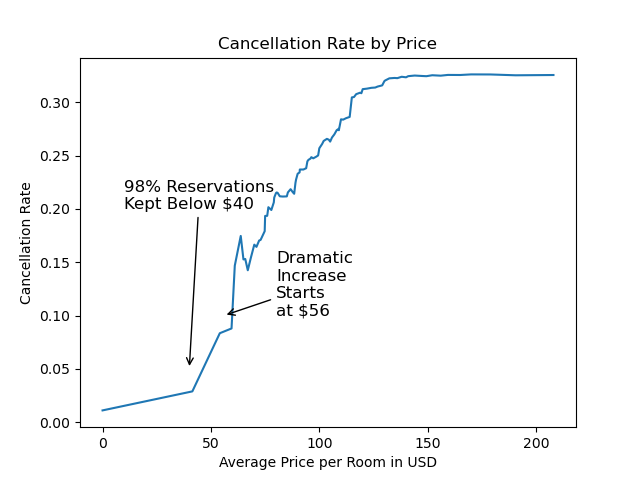 Cancellation Rate by Price
0.30
0.25
0.20
0.15
0.10
0.05
0.00
Cancellation Rate
98% Reservations
Kept Below $40
Dramatic
Increase
Starts
at $56
0 50 100 150 200
Average Price per Room in USD